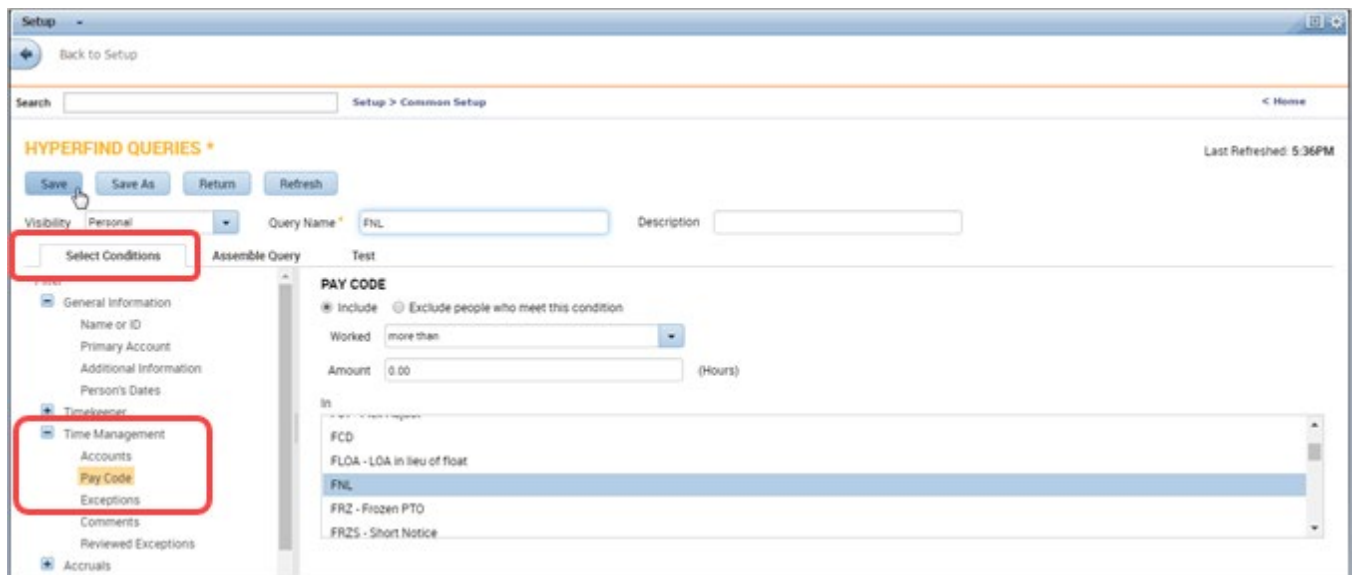 Setup
Back to Setup
Search Setup > Common Setup < Home
HYPERFIND QUERIES *
Last Refreshed: 5:36PM
Save Save As Return Refresh
Visibility Personal Query Name * FNL Description
Select Conditions Assemble Query Test
PAY CODE
General Information
Include Exclude people who meet this condition
Name or ID
Worked more than
Primary Account
Additional Information
Amount 0.00 (Hours)
Person's Dates
In
Timekeeper
Time Management
FCD
Accounts
FLOA - LOA in lieu of float
Pay Code
FNL
Exceptions
FRZ - Frozen PTO
Comments
FRZS - Short Notice
Reviewed Exceptions
Accruals